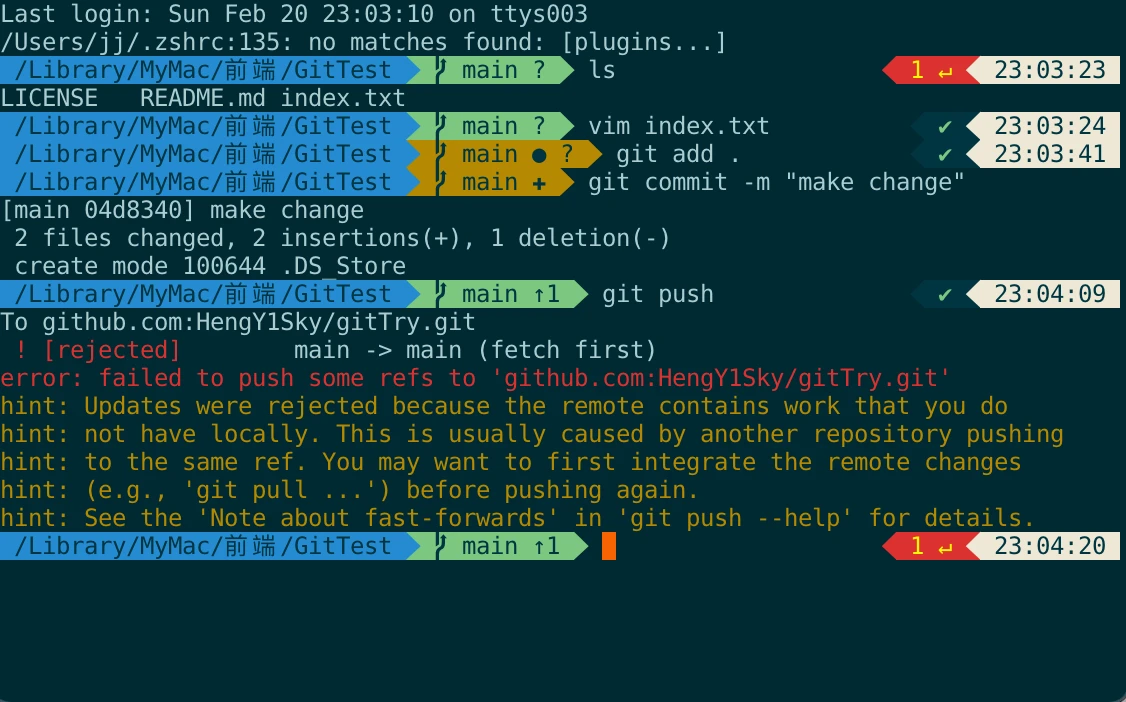 Last login: Sun Feb 20 23:03:10 on ttys003
/Users/jj/.zshrc:135: no matches found: [plugins...]
/Library/MyMac/前端/GitTest main ? ls 1 ↵ 23:03:23
LICENSE   README.md index.txt
/Library/MyMac/前端/GitTest main ? vim index.txt ✔ 23:03:24
/Library/MyMac/前端/GitTest main ● ? git add . ✔ 23:03:41
/Library/MyMac/前端/GitTest main ✚ git commit -m "make change"
[main 04d8340] make change
 2 files changed, 2 insertions(+), 1 deletion(-)
 create mode 100644 .DS_Store
/Library/MyMac/前端/GitTest main ↑1 git push ✔ 23:04:09
To github.com:HengY1Sky/gitTry.git
 ! [rejected]        main -> main (fetch first)
error: failed to push some refs to 'github.com:HengY1Sky/gitTry.git'
hint: Updates were rejected because the remote contains work that you do
hint: not have locally. This is usually caused by another repository pushing
hint: to the same ref. You may want to first integrate the remote changes
hint: (e.g., 'git pull ...') before pushing again.
hint: See the 'Note about fast-forwards' in 'git push --help' for details.
/Library/MyMac/前端/GitTest main ↑1 1 ↵ 23:04:20